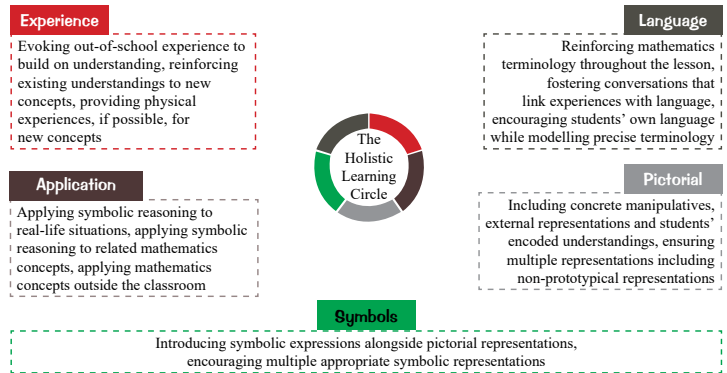 Experience
Evoking out-of-school experience to
build on understanding, reinforcing
existing understandings to new
concepts, providing physical
experiences, if possible, for
new concepts
Language
Reinforcing mathematics
terminology throughout the lesson,
fostering conversations that
link experiences with language,
encouraging students’ own language
while modelling precise terminology
The
Holistic
Learning
Circle
Application
Applying symbolic reasoning to
real-life situations, applying symbolic
reasoning to related mathematics
concepts, applying mathematics
concepts outside the classroom
Pictorial
Including concrete manipulatives,
external representations and students’
encoded understandings, ensuring
multiple representations including
non-prototypical representations
Symbols
Introducing symbolic expressions alongside pictorial representations,
encouraging multiple appropriate symbolic representations